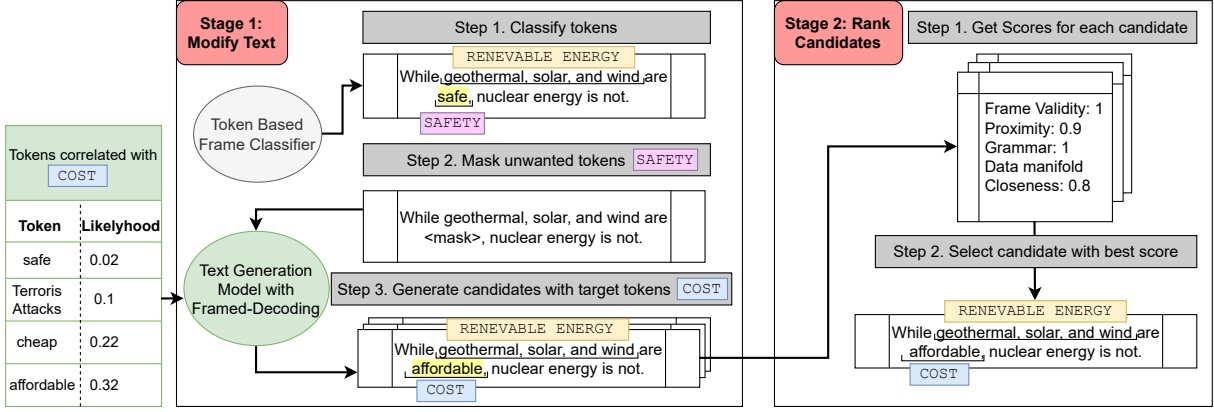 Tokens correlated with
COST
Token Likelyhood
safe 0.02
Terroris
Attacks 0.1
cheap 0.22
affordable 0.32
Stage 1:
Modify Text
Step 1. Classify tokens
RENEVABLE ENERGY
While geothermal, solar, and wind are
safe, nuclear energy is not.
SAFETY
Token Based
Frame Classifier
Step 2. Mask unwanted tokens SAFETY
While geothermal, solar, and wind are
<mask>, nuclear energy is not.
Text Generation
Model with
Framed-Decoding
Step 3. Generate candidates with target tokens COST
RENEVABLE ENERGY
While geothermal, solar, and wind are
affordable, nuclear energy is not.
COST
Stage 2: Rank
Candidates
Step 1. Get Scores for each candidate
Frame Validity: 1
Proximity: 0.9
Grammar: 1
Data manifold
Closeness: 0.8
Step 2. Select candidate with best score
RENEVABLE ENERGY
While geothermal, solar, and wind are
affordable, nuclear energy is not.
COST